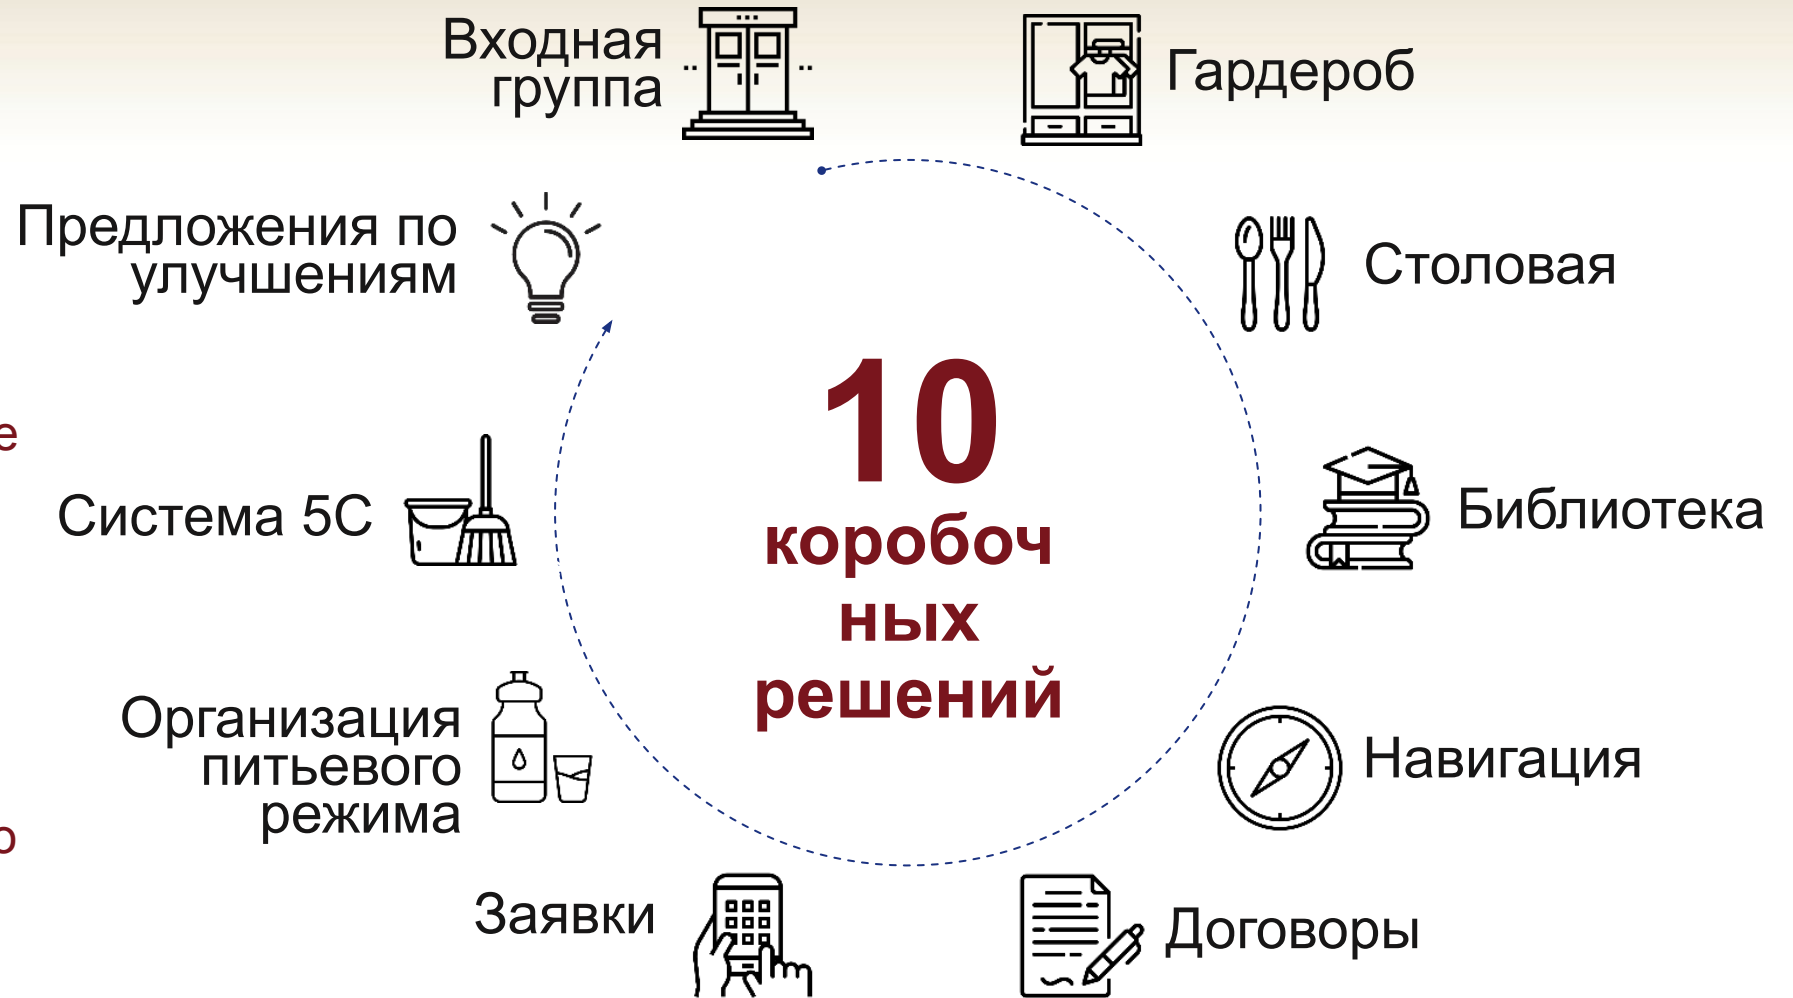 Входная
группа
Гардероб
Предложения по
улучшениям
Столовая
10
коробоч
ных
решений
е
Система 5С
Библиотека
Организация
питьевого
режима
Навигация
о
Заявки
Договоры